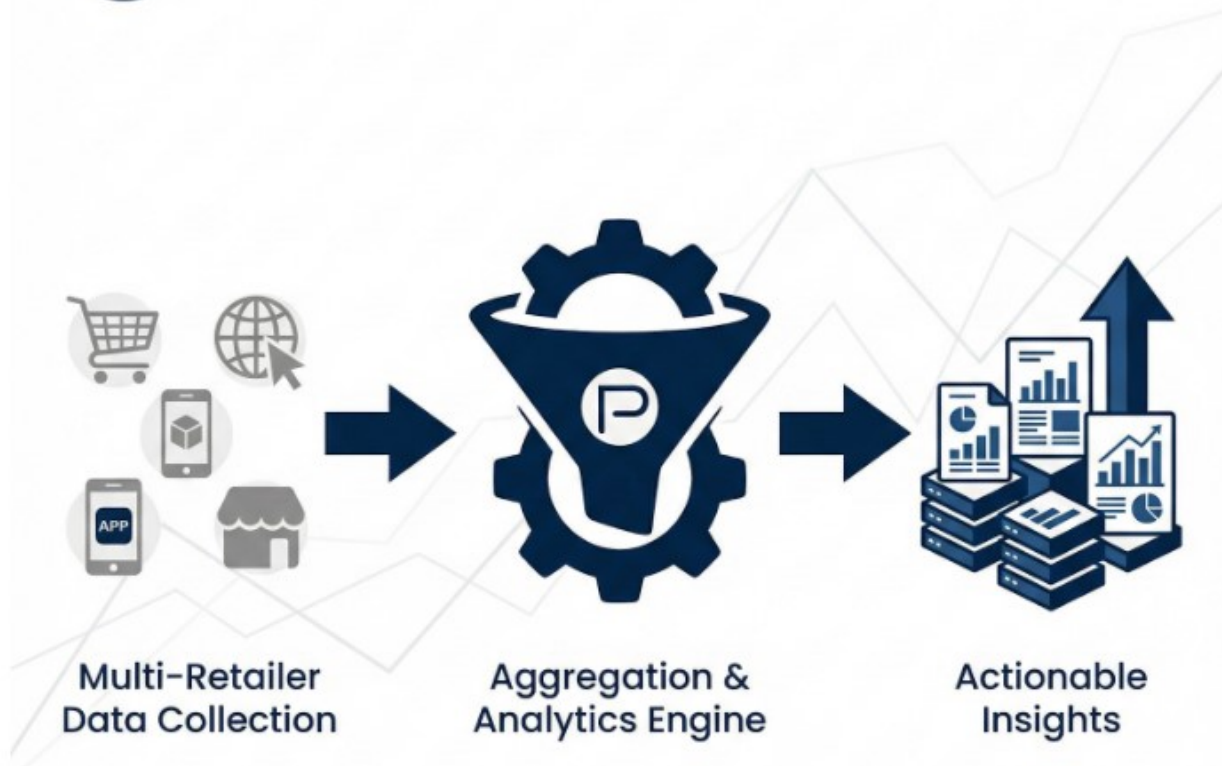 APP
P
Multi-Retailer
Data Collection
Aggregation &
Analytics Engine
Actionable
Insights